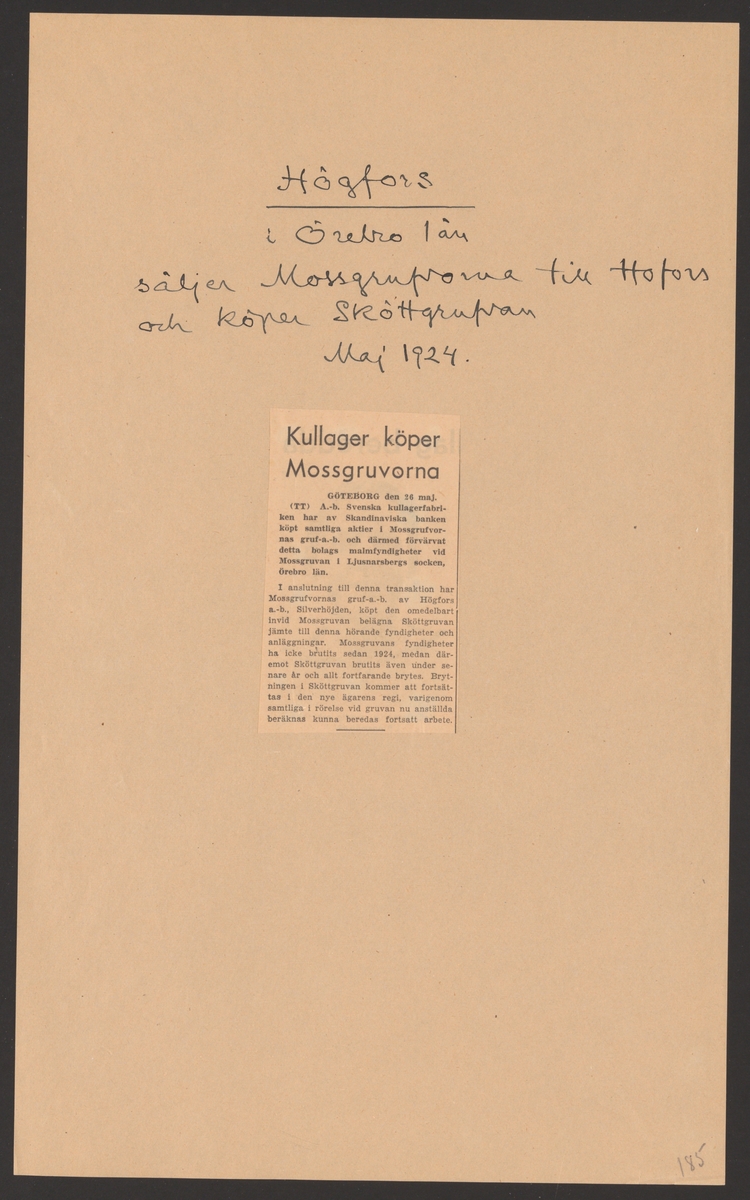 Högfors
i Örebro län
säljer Mossgrufvorna till Hofors
och köper Sköttgrufvan
Maj 1924.
Kullager köper
Mossgruvorna
GÖTEBORG den 26 maj.
(TT) A.-b. Svenska kullagerfabri-
ken har av Skandinaviska banken
köpt samtliga aktier i Mossgrufvor-
nas gruf-a.-b. och därmed förvärvat
detta bolags malmfyndigheter vid
Mossgruvan i Ljusnarsbergs socken,
Örebro län.
I anslutning till denna transaktion har
Mossgrufvornas gruf-a.-b. av Högfors
a.-b., Silverhöjden, köpt den omedelbart
invid Mossgruvan belägna Sköttgruvan
jämte till denna hörande fyndigheter och
anläggningar. Mossgruvans fyndigheter
ha icke brutits sedan 1924, medan där-
emot Sköttgruvan brutits även under se-
nare år och allt fortfarande brytes. Bryt-
ningen i Sköttgruvan kommer att fortsät-
tas i den nye ägarens regi, varigenom
samtliga i rörelse vid gruvan nu anställda
beräknas kunna beredas fortsatt arbete.
185